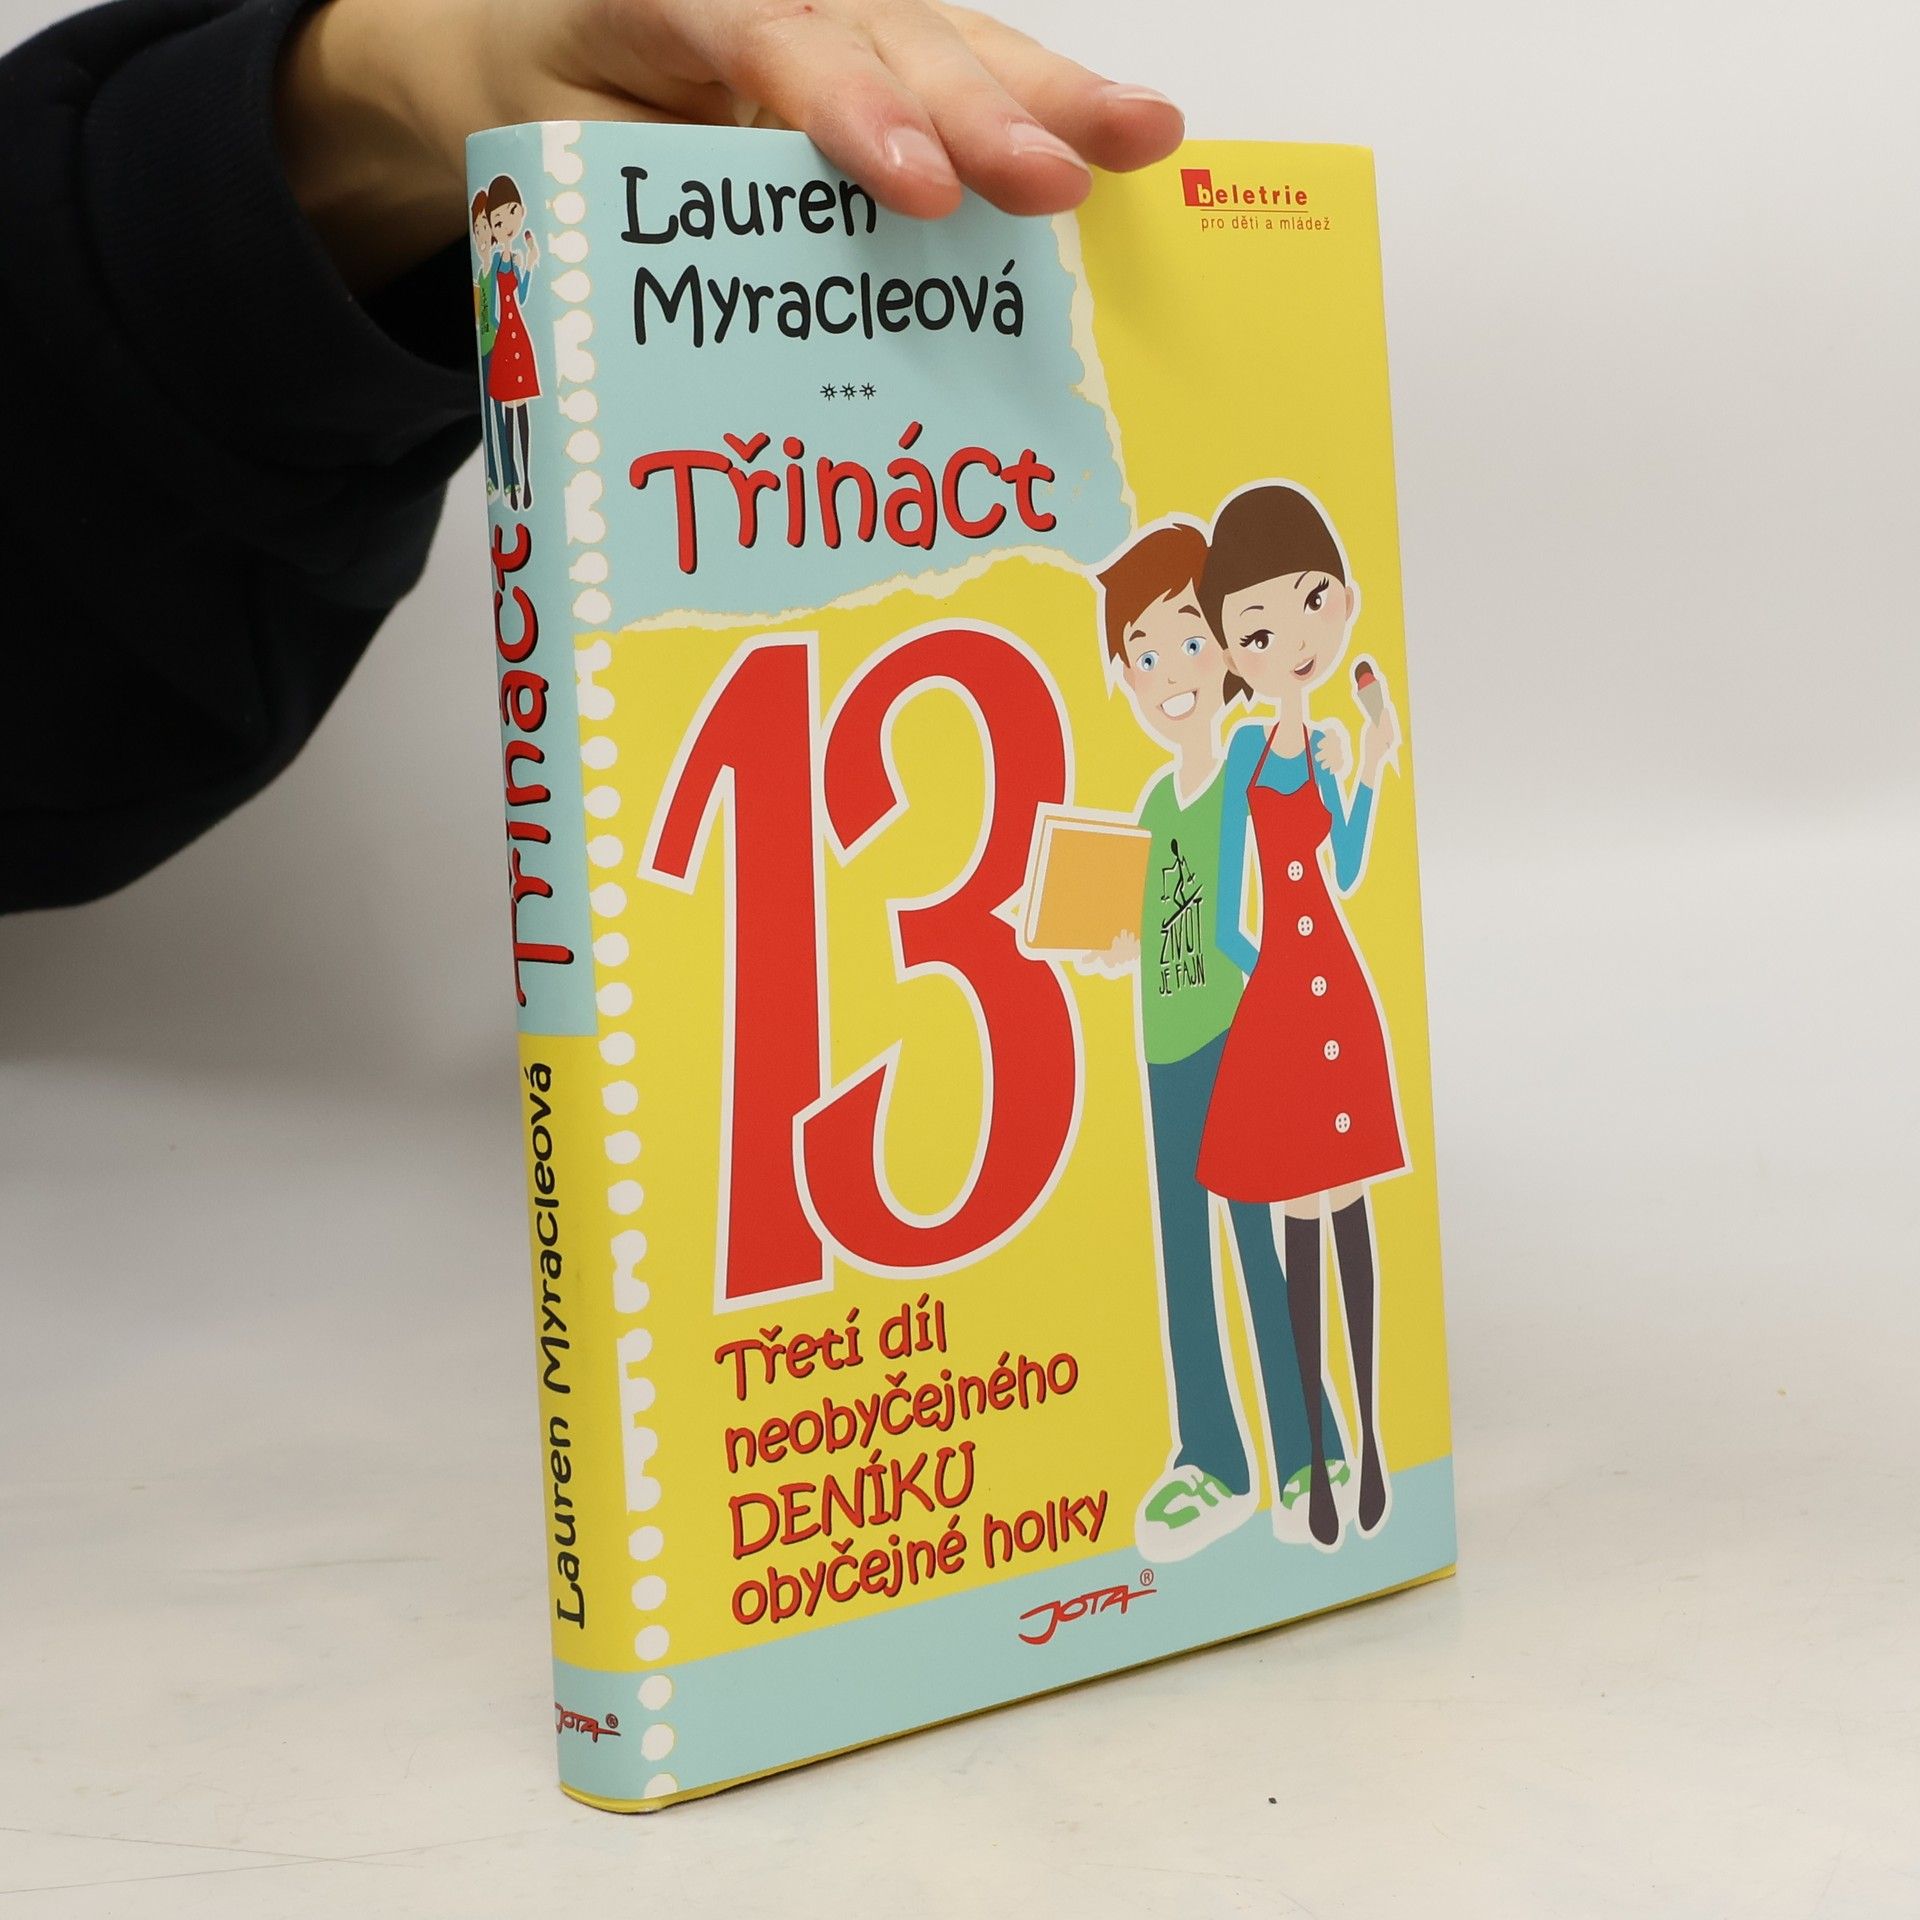 Lauren
Myracleová
Třináct
beletrie
pro děti a mládež
13
ŽIVOT
JE FAJN
Třetí díl
neobyčejného
DENÍKU
obyčejné holky
JOTA®
Lauren Myracleová Třináct
JOTA®